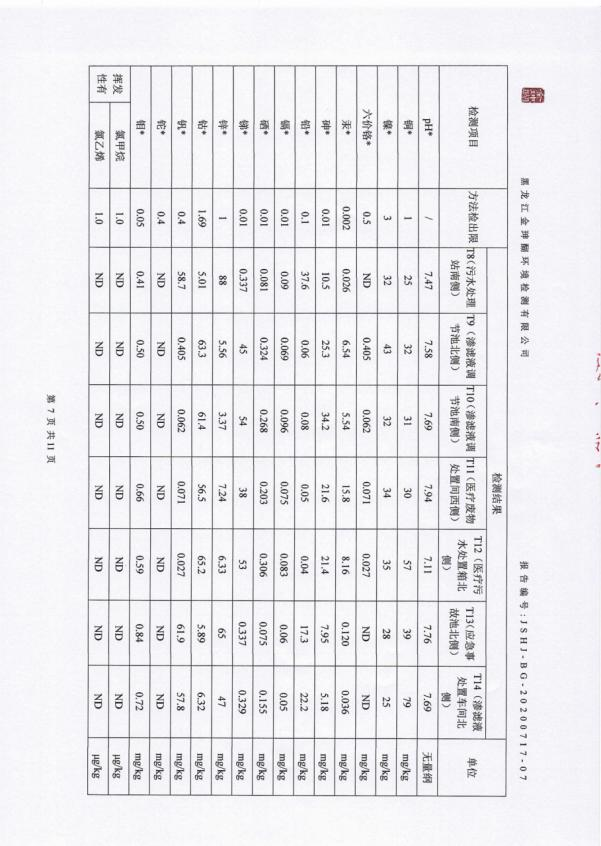 环境检测有限公司 报告编号:JSHJ-BG-20200717-07
检测项目 方法检出限 检测结果 单位
T8(污水处理站南侧) T9 (渗滤液调节池北侧) T10 (渗滤液调节池南侧) T11 (医疗废物处置间西侧) T12 (医疗污水处置箱北侧) T13(应急事故池北侧) T14 (渗滤液处置车间北侧)
pH* / 7.47 7.58 7.69 7.94 7.11 7.76 7.69 无量纲
铜* 1 25 32 31 30 57 39 79 mg/kg
镍* 3 32 43 32 34 35 28 25 mg/kg
六价铬* 0.5 ND 0.405 0.062 0.071 0.027 ND ND mg/kg
汞* 0.002 0.026 6.54 5.54 15.8 8.16 0.120 0.036 mg/kg
砷* 0.01 10.5 25.3 34.2 21.6 21.4 7.95 5.18 mg/kg
铅* 0.1 37.6 0.06 0.08 0.05 0.04 17.3 22.2 mg/kg
镉* 0.01 0.09 0.069 0.096 0.075 0.083 0.06 0.05 mg/kg
硒* 0.01 0.081 0.324 0.268 0.203 0.306 0.075 0.155 mg/kg
锑* 0.01 0.337 45 54 38 53 0.337 0.329 mg/kg
锌* 1 88 5.56 3.37 7.24 6.33 65 47 mg/kg
钴* 1.69 5.01 63.3 61.4 56.5 65.2 5.89 6.32 mg/kg
钒* 0.4 58.7 0.405 0.062 0.071 0.027 61.9 57.8 mg/kg
铊* 0.4 ND ND ND ND ND ND ND mg/kg
钼* 0.05 0.41 0.50 0.50 0.66 0.59 0.84 0.72 mg/kg
挥发 氯甲烷 1.0 ND ND ND ND ND ND ND μg/kg
性有 氯乙烯 1.0 ND ND ND ND ND ND ND μg/kg
第 7 页 共 11 页